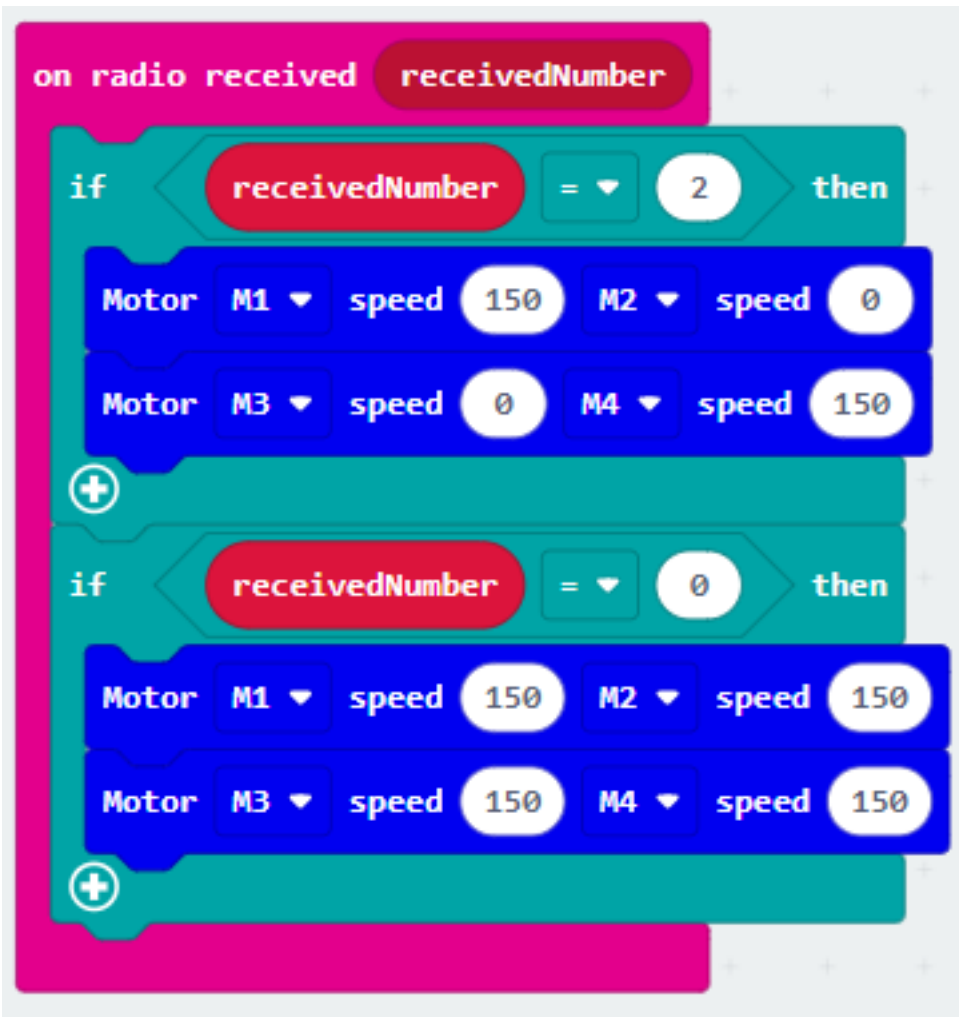 on radio received receivedNumber
if receivedNumber = 2 then
Motor M1 speed 150 M2 speed 0
Motor M3 speed 0 M4 speed 150
if receivedNumber = 0 then
Motor M1 speed 150 M2 speed 150
Motor M3 speed 150 M4 speed 150